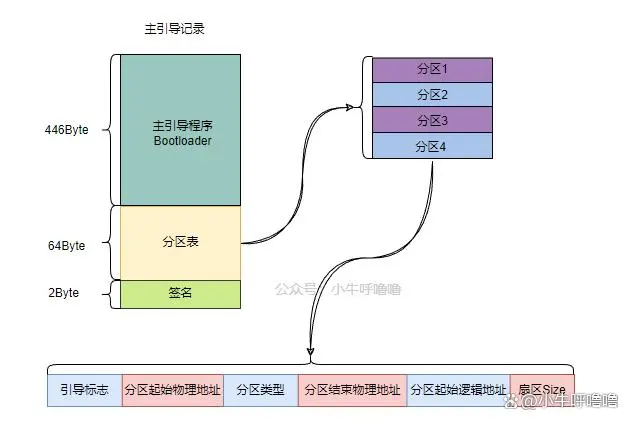 主引导记录
446Byte
主引导程序
Bootloader
64Byte
分区表
2Byte
签名
分区1
分区2
分区3
分区4
公众号 小牛呼噜噜
引导标志
分区起始物理地址
分区类型
分区结束物理地址
分区起始逻辑地址
扇区Size
@小牛呼噜噜